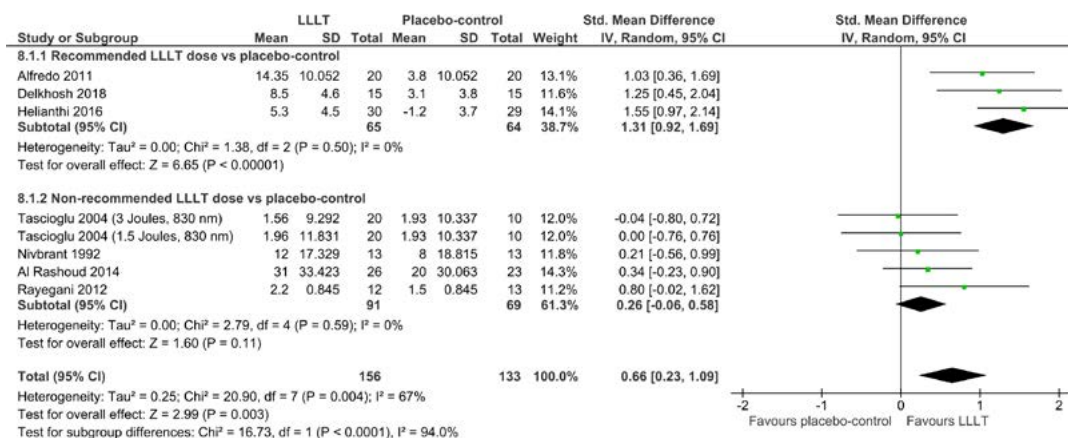 LLLT Placebo-control Std. Mean Difference Std. Mean Difference
Study or Subgroup Mean SD Total Mean SD Total Weight IV, Random, 95% CI IV, Random, 95% CI
8.1.1 Recommended LLLT dose vs placebo-control
Alfredo 2011 14.35 10.052 20 3.8 10.052 20 13.1% 1.03 [0.36, 1.69]
Delkhosh 2018 8.5 4.6 15 3.1 3.8 15 11.6% 1.25 [0.45, 2.04]
Helianthi 2016 5.3 4.5 30 -1.2 3.7 29 14.1% 1.55 [0.97, 2.14]
Subtotal (95% CI) 65 64 38.7% 1.31 [0.92, 1.69]
Heterogeneity: Tau² = 0.00; Chi² = 1.38, df = 2 (P = 0.50); I² = 0%
Test for overall effect: Z = 6.65 (P < 0.00001)
8.1.2 Non-recommended LLLT dose vs placebo-control
Tascioglu 2004 (3 Joules, 830 nm) 1.56 9.292 20 1.93 10.337 10 12.0% -0.04 [-0.80, 0.72]
Tascioglu 2004 (1.5 Joules, 830 nm) 1.96 11.831 20 1.93 10.337 10 12.0% 0.00 [-0.76, 0.76]
Nivbrant 1992 12 17.329 13 8 18.815 13 11.8% 0.21 [-0.56, 0.99]
Al Rashoud 2014 31 33.423 26 20 30.063 23 14.2% 0.34 [-0.23, 0.90]
Rayegani 2012 2.2 0.845 12 1.5 0.845 13 11.2% 0.80 [-0.02, 1.62]
Subtotal (95% CI) 91 69 61.3% 0.26 [-0.06, 0.58]
Heterogeneity: Tau² = 0.00; Chi² = 2.79, df = 4 (P = 0.59); I² = 0%
Test for overall effect: Z = 1.60 (P = 0.11)
Total (95% CI) 156 133 100.0% 0.66 [0.23, 1.09]
Heterogeneity: Tau² = 0.25; Chi² = 20.90, df = 7 (P = 0.004); I² = 67%
Test for overall effect: Z = 2.99 (P = 0.003)
Test for subgroup differences: Chi² = 16.73, df = 1 (P < 0.0001), I² = 94.0%
-2 -1 0 1 2
Favours placebo-control Favours LLLT